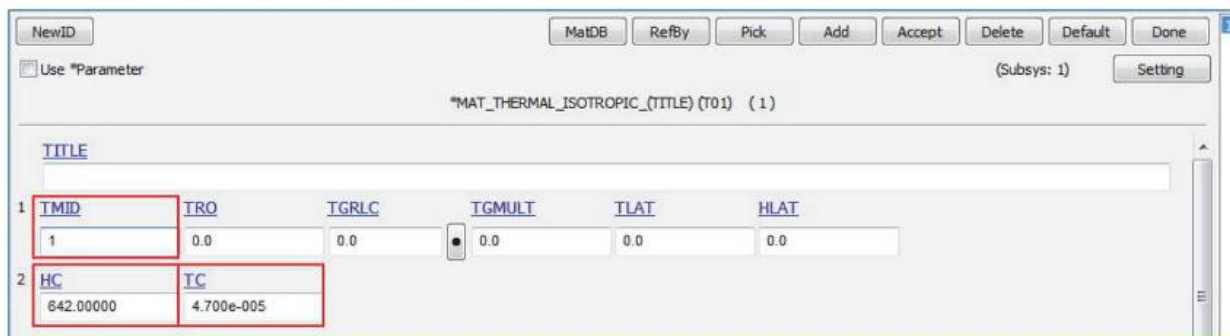 NewID MatDB RefBy Pick Add Accept Delete Default Done
Use *Parameter (Subsys: 1) Setting
*MAT_THERMAL_ISOTROPIC_(TITLE) (T01) (1)
TITLE
1 TMID TRO TGRLC TGMULT TLAT HLAT
1 0.0 0.0 0.0 0.0 0.0
2 HC TC
642.00000 4.700e-005